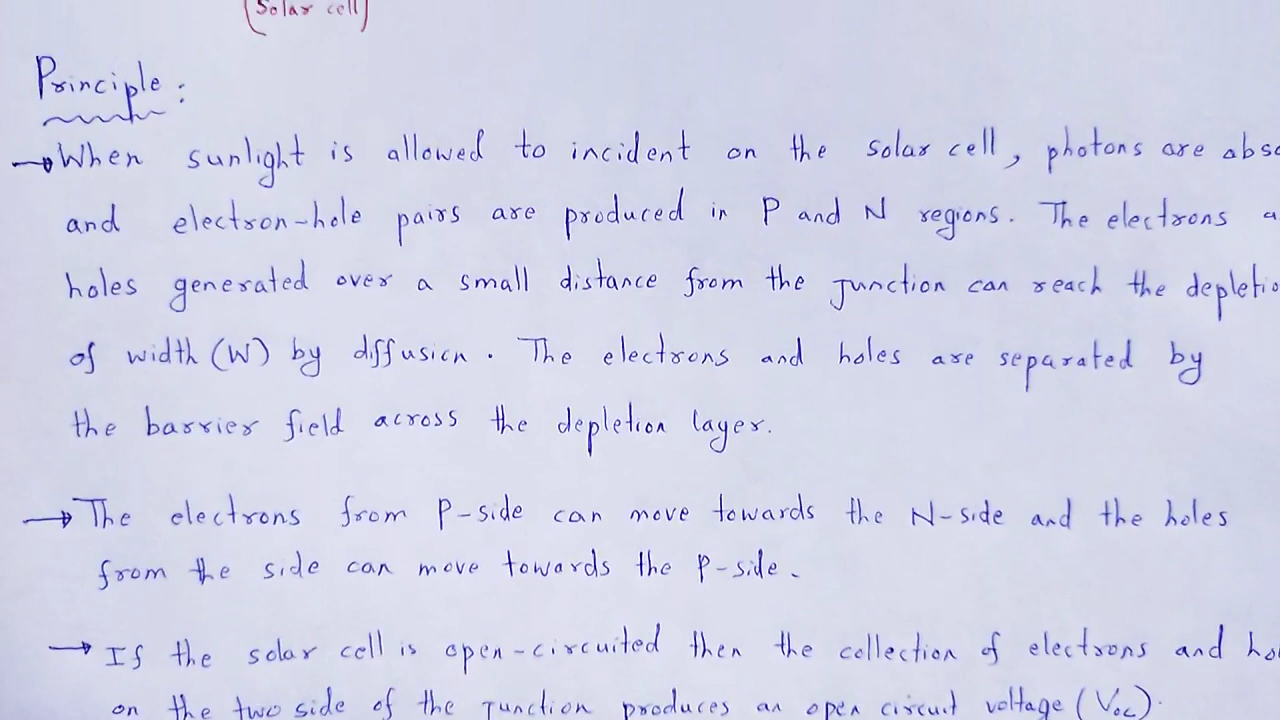 (Solar cell)
Principle:
→ When sunlight is allowed to incident on the solar cell, photons are abso
and electron-hole pairs are produced in P and N regions. The electrons a
holes generated over a small distance from the junction can reach the depletio
of width (W) by diffusion. The electrons and holes are separated by
the barrier field across the depletion layer.
→ The electrons from P-side can move towards the N-side and the holes
from the side can move towards the P-side.
→ If the solar cell is open-circuited then the collection of electrons and ho
on the two side of the junction produces an open circuit voltage (Voc).